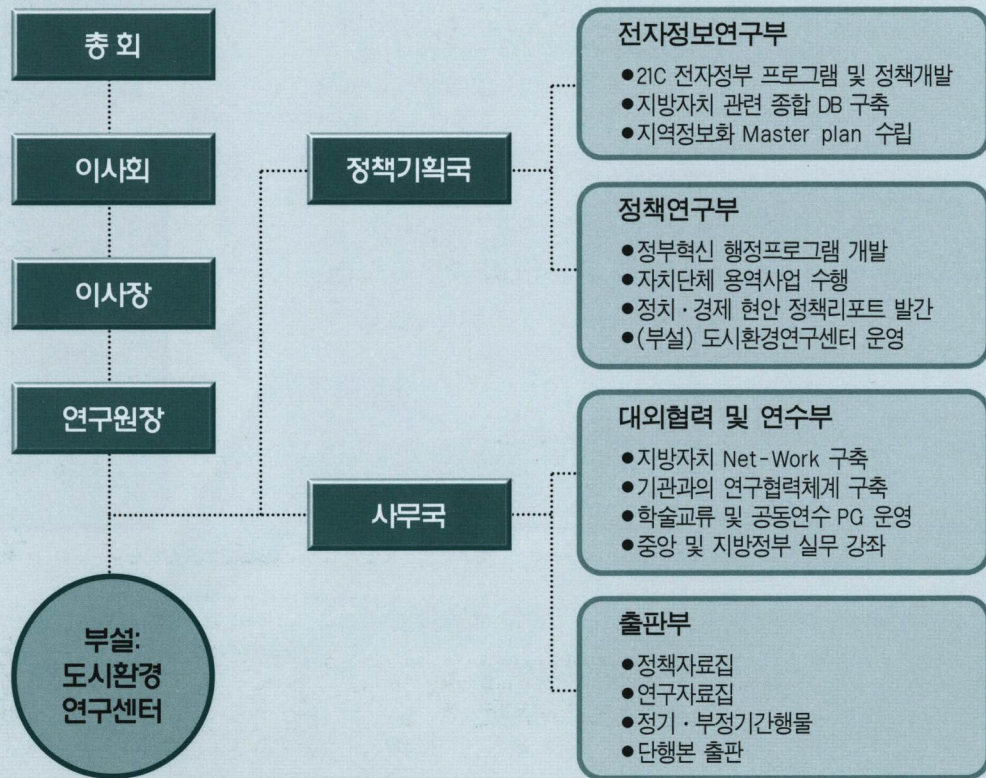 총회
이사회
이사장
연구원장
부설:
도시환경
연구센터
정책기획국
사무국
전자정보연구부
●21C 전자정부 프로그램 및 정책개발
●지방자치 관련 종합 DB 구축
●지역정보화 Master plan 수립
정책연구부
●정부혁신 행정프로그램 개발
●자치단체 용역사업 수행
●정치·경제 현안 정책리포트 발간
●(부설) 도시환경연구센터 운영
대외협력 및 연수부
●지방자치 Net-Work 구축
●기관과의 연구협력체계 구축
●학술교류 및 공동연수 PG 운영
●중앙 및 지방정부 실무 강좌
출판부
●정책자료집
●연구자료집
●정기·부정기간행물
●단행본 출판